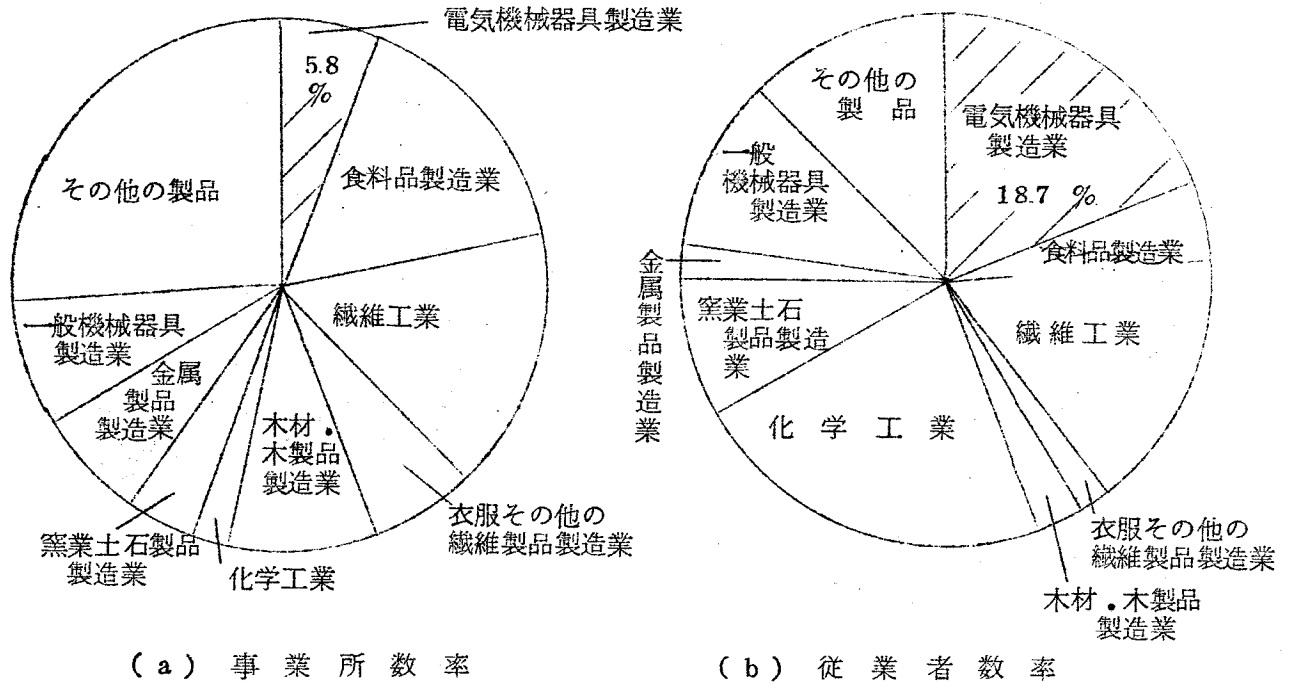 電気機械器具製造業
5.8
%
食料品製造業
その他の製品
繊維工業
一般機械器具
製造業
金属
製品
製造業
木材・
木製品
製造業
衣服その他の
繊維製品製造業
窯業土石製品
製造業
化学工業
(a) 事業所数率
その他の
製品
電気機械器具
製造業
18.7 %
一般
機械器具
製造業
食料品製造業
金属製品製造業
窯業土石
製品製造
業
繊維工業
化学工業
衣服その他の
繊維製品製造業
木材・木製品
製造業
(b) 従業者数率